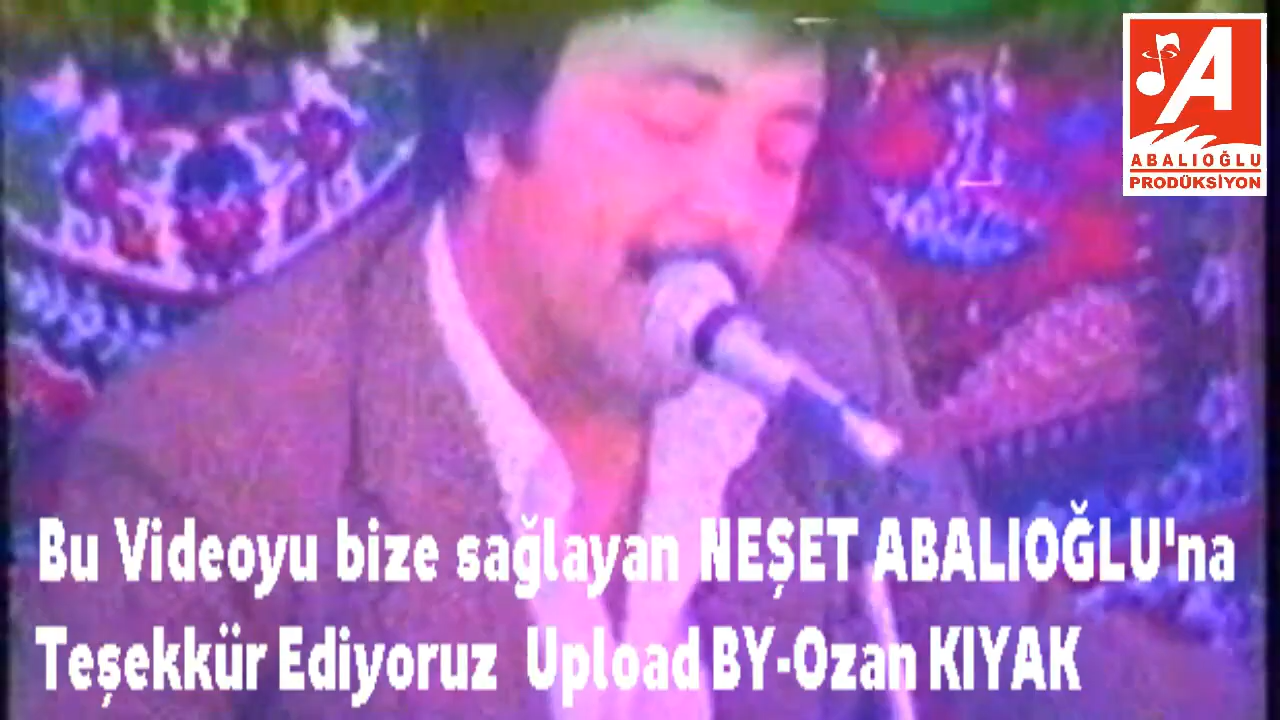 A
ABALIOĞLU
PRODÜKSİYON
Bu Videoyu bize sağlayan NEŞET ABALIOĞLU'na
Teşekkür Ediyoruz Upload BY-Ozan KIYAK